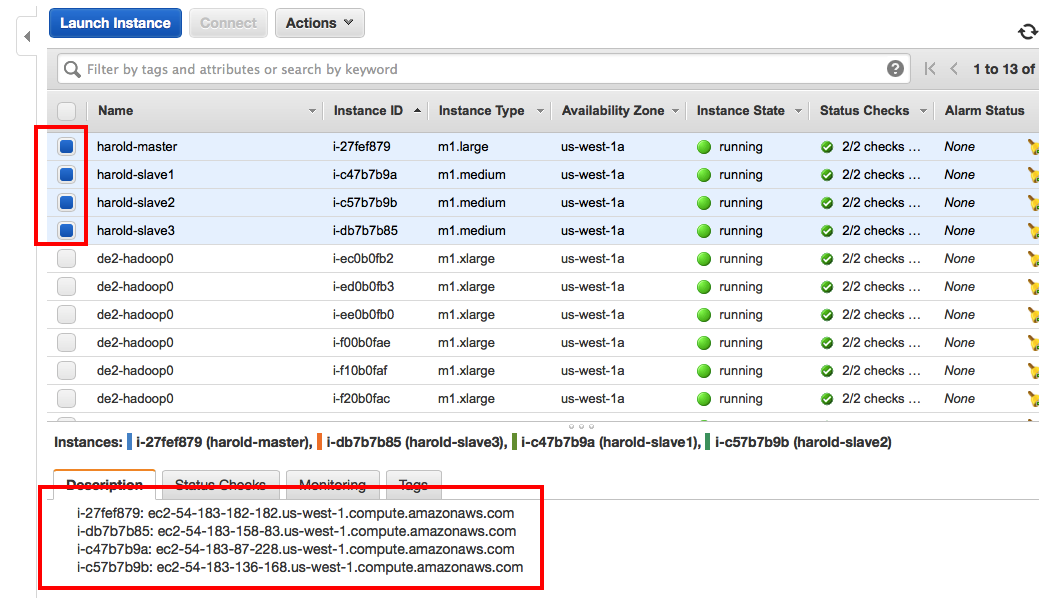 Launch Instance Connect Actions
Filter by tags and attributes or search by keyword ? 1 to 13 of
Name Instance ID Instance Type Availability Zone Instance State Status Checks Alarm Status
harold-master i-27fef879 m1.large us-west-1a running 2/2 checks ... None
harold-slave1 i-c47b7b9a m1.medium us-west-1a running 2/2 checks ... None
harold-slave2 i-c57b7b9b m1.medium us-west-1a running 2/2 checks ... None
harold-slave3 i-db7b7b85 m1.medium us-west-1a running 2/2 checks ... None
de2-hadoop0 i-ec0b0fb2 m1.xlarge us-west-1a running 2/2 checks ... None
de2-hadoop0 i-ed0b0fb3 m1.xlarge us-west-1a running 2/2 checks ... None
de2-hadoop0 i-ee0b0fb0 m1.xlarge us-west-1a running 2/2 checks ... None
de2-hadoop0 i-f00b0fae m1.xlarge us-west-1a running 2/2 checks ... None
de2-hadoop0 i-f10b0faf m1.xlarge us-west-1a running 2/2 checks ... None
de2-hadoop0 i-f20b0fac m1.xlarge us-west-1a running 2/2 checks ... None
Instances: i-27fef879 (harold-master), i-db7b7b85 (harold-slave3), i-c47b7b9a (harold-slave1), i-c57b7b9b (harold-slave2)
Description Status Checks Monitoring Tags
i-27fef879: ec2-54-183-182-182.us-west-1.compute.amazonaws.com
i-db7b7b85: ec2-54-183-158-83.us-west-1.compute.amazonaws.com
i-c47b7b9a: ec2-54-183-87-228.us-west-1.compute.amazonaws.com
i-c57b7b9b: ec2-54-183-136-168.us-west-1.compute.amazonaws.com